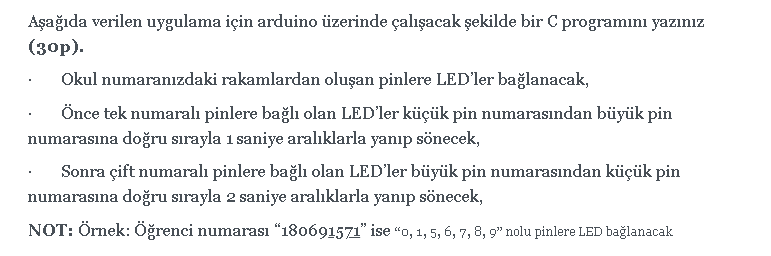 Aşağıda verilen uygulama için arduino üzerinde çalışacak şekilde bir C programını yazınız
(30p).
· Okul numaranızdaki rakamlardan oluşan pinlere LED’ler bağlanacak,
· Önce tek numaralı pinlere bağlı olan LED’ler küçük pin numarasından büyük pin
numarasına doğru sırayla 1 saniye aralıklarla yanıp sönecek,
· Sonra çift numaralı pinlere bağlı olan LED’ler büyük pin numarasından küçük pin
numarasına doğru sırayla 2 saniye aralıklarla yanıp sönecek,
NOT: Örnek: Öğrenci numarası “180691571” ise “0, 1, 5, 6, 7, 8, 9” nolu pinlere LED bağlanacak